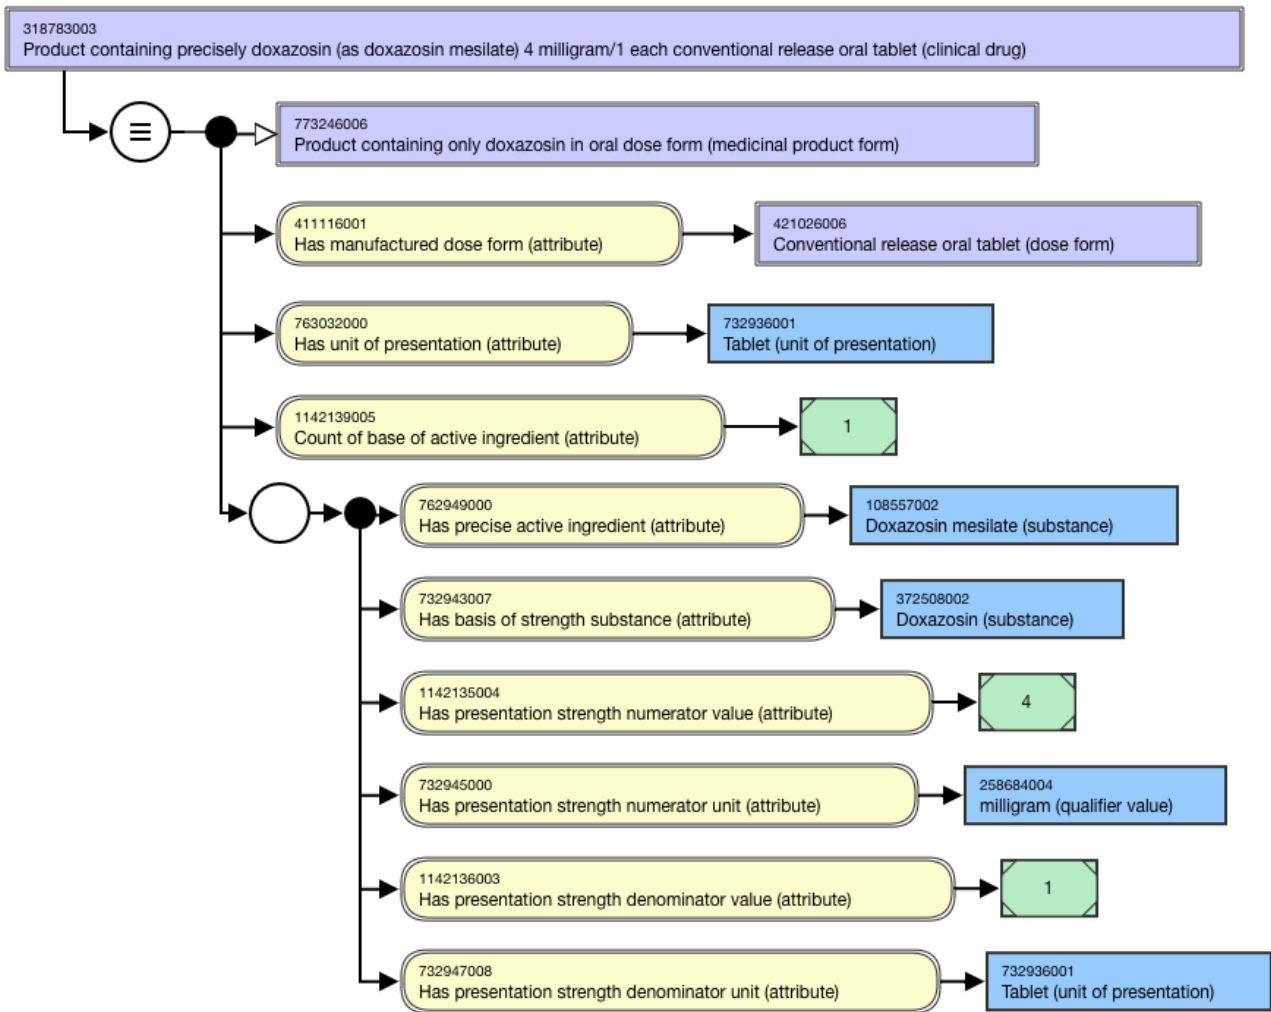 318783003
Product containing precisely doxazosin (as doxazosin mesilate) 4 milligram/1 each conventional release oral tablet (clinical drug)
773246006
Product containing only doxazosin in oral dose form (medicinal product form)
411116001
Has manufactured dose form (attribute)
421026006
Conventional release oral tablet (dose form)
763032000
Has unit of presentation (attribute)
732936001
Tablet (unit of presentation)
1142139005
Count of base of active ingredient (attribute)
1
762949000
Has precise active ingredient (attribute)
108557002
Doxazosin mesilate (substance)
732943007
Has basis of strength substance (attribute)
372508002
Doxazosin (substance)
1142135004
Has presentation strength numerator value (attribute)
4
732945000
Has presentation strength numerator unit (attribute)
258684004
milligram (qualifier value)
1142136003
Has presentation strength denominator value (attribute)
1
732947008
Has presentation strength denominator unit (attribute)
732936001
Tablet (unit of presentation)